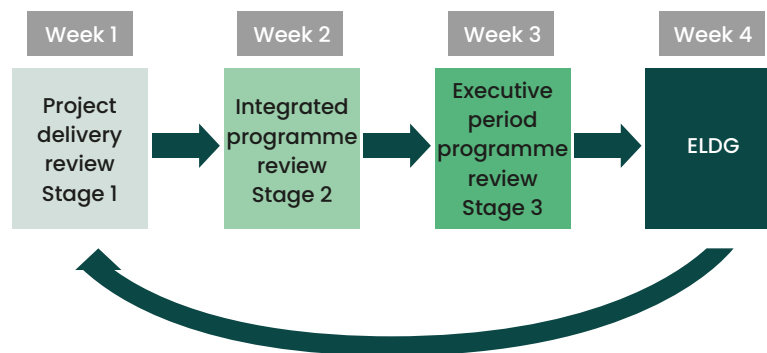 Week 1
Week 2
Week 3
Week 4
Project
delivery
review
Stage 1
Integrated
programme
review
Stage 2
Executive
period
programme
review
Stage 3
ELDG